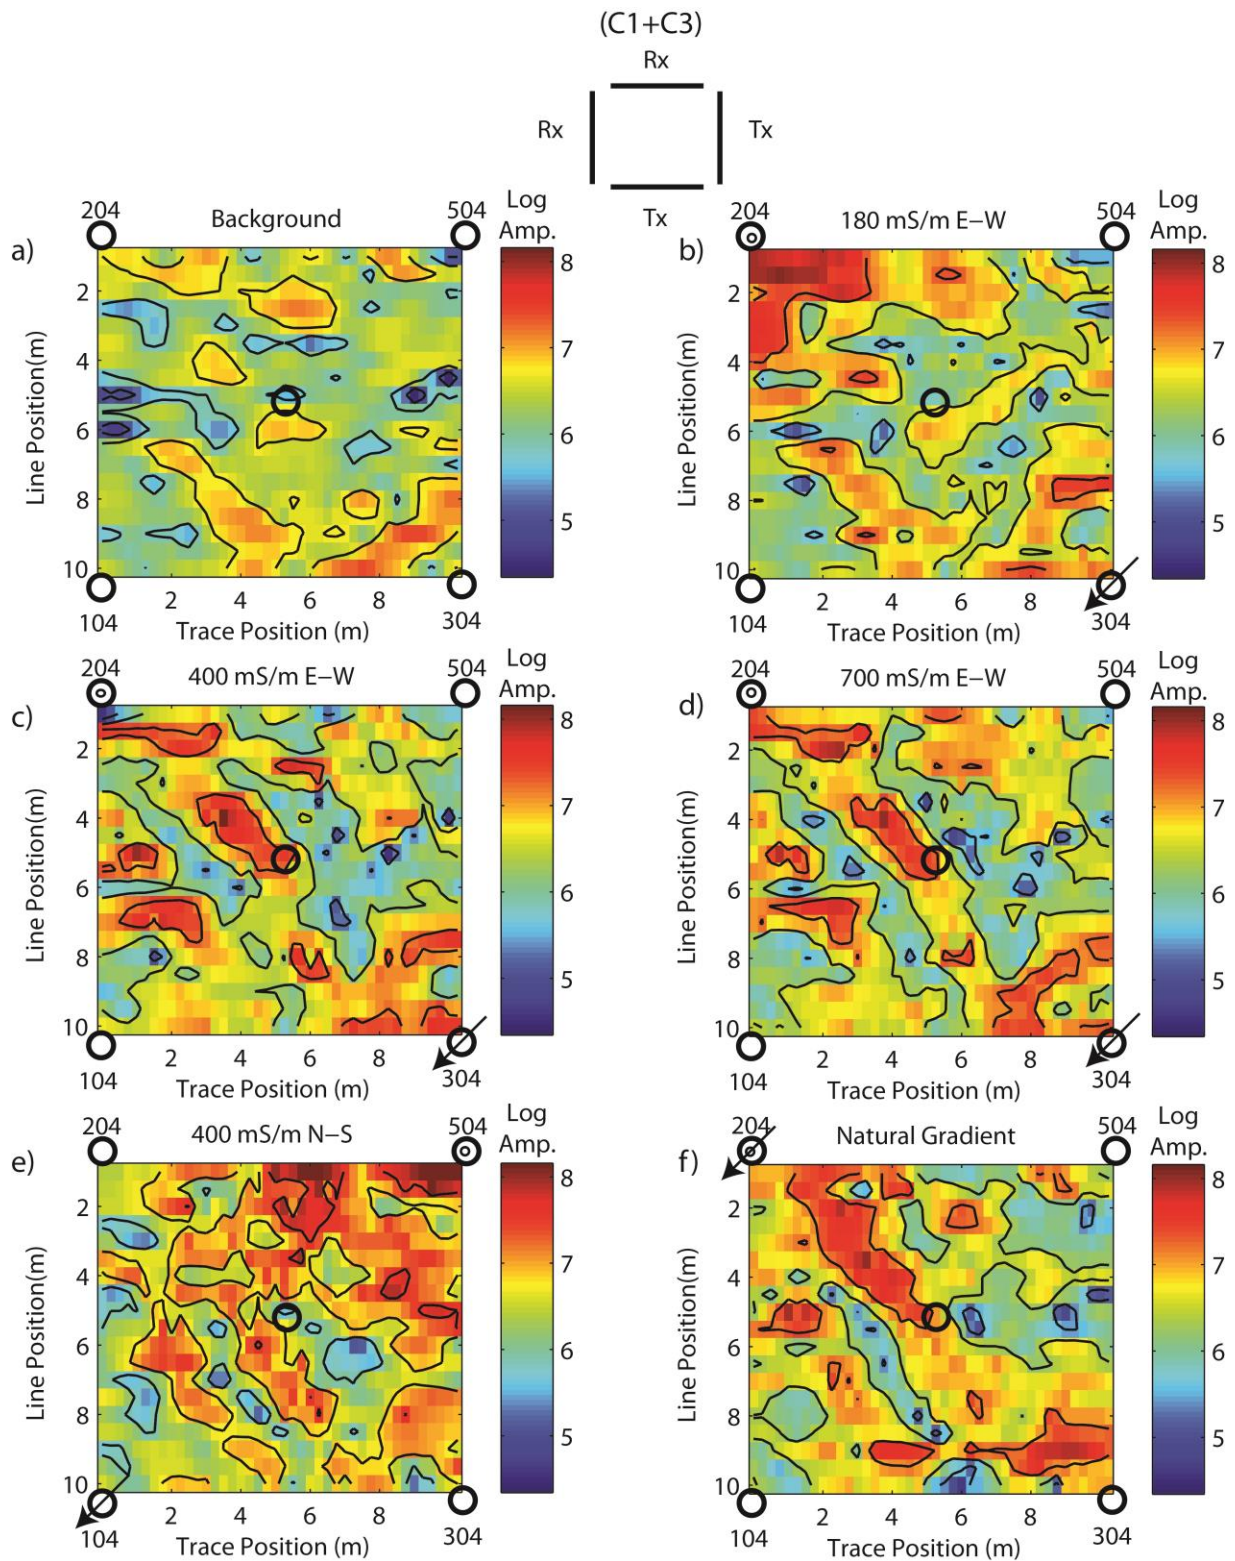 (C1+C3)
Rx
Rx Tx
Tx
a) 204 Background 504 Log Amp.
Line Position(m)
2
4
6
8
10
8
7
6
5
2 4 6 8
104 Trace Position (m) 304
b) 204 180 mS/m E−W 504 Log Amp.
Line Position(m)
2
4
6
8
10
8
7
6
5
2 4 6 8
104 Trace Position (m) 304
c) 204 400 mS/m E−W 504 Log Amp.
Line Position(m)
2
4
6
8
10
8
7
6
5
2 4 6 8
104 Trace Position (m) 304
d) 204 700 mS/m E−W 504 Log Amp.
Line Position(m)
2
4
6
8
10
8
7
6
5
2 4 6 8
104 Trace Position (m) 304
e) 204 400 mS/m N−S 504 Log Amp.
Line Position(m)
2
4
6
8
10
8
7
6
5
2 4 6 8
104 Trace Position (m) 304
f) 204 Natural Gradient 504 Log Amp.
Line Position(m)
2
4
6
8
10
8
7
6
5
2 4 6 8
104 Trace Position (m) 304